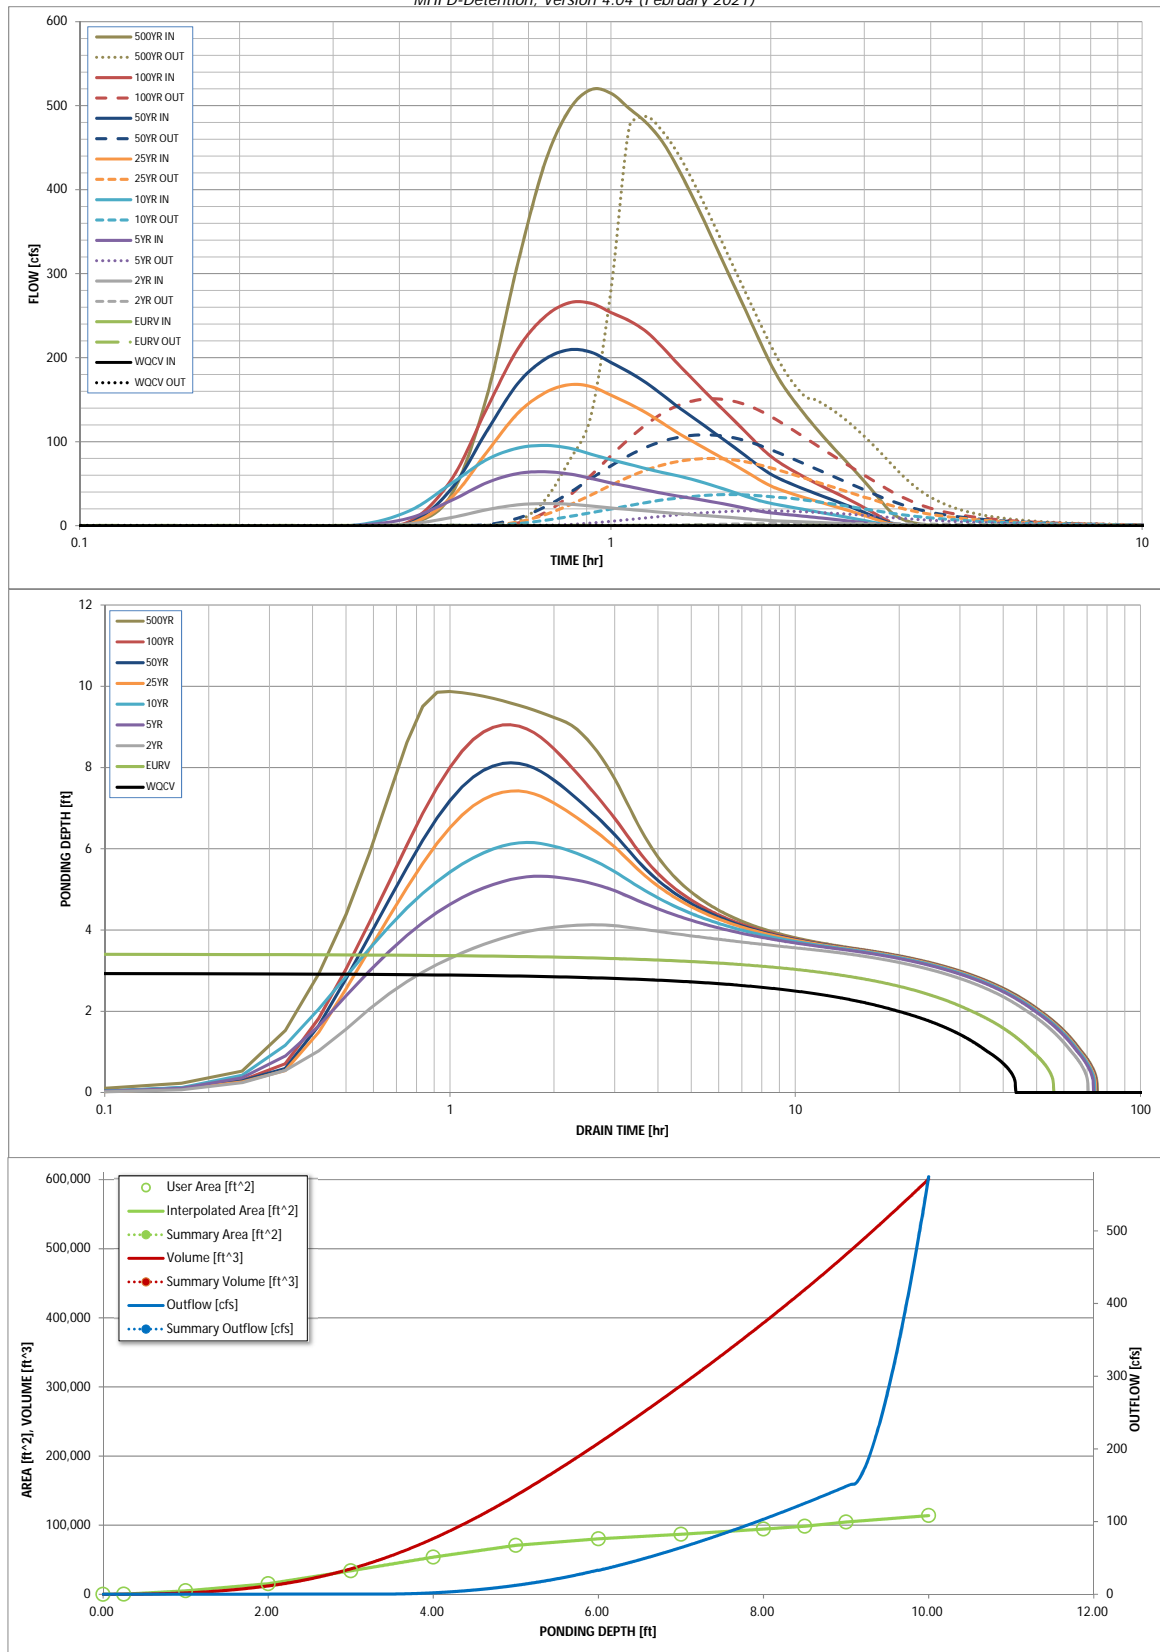 MHFD-Detention, Version 4.04 (February 2021)
600
500
400
300
200
100
0
FLOW [cfs]
500YR IN
500YR OUT
100YR IN
100YR OUT
50YR IN
50YR OUT
25YR IN
25YR OUT
10YR IN
10YR OUT
5YR IN
5YR OUT
2YR IN
2YR OUT
EURV IN
EURV OUT
WQCV IN
WQCV OUT
0.1
1
10
TIME [hr]
12
10
8
6
4
2
0
PONDING DEPTH [ft]
500YR
100YR
50YR
25YR
10YR
5YR
2YR
EURV
WQCV
0.1
1
10
100
DRAIN TIME [hr]
600,000
500,000
400,000
300,000
200,000
100,000
0
AREA [ft^2], VOLUME [ft^3]
User Area [ft^2]
Interpolated Area [ft^2]
Summary Area [ft^2]
Volume [ft^3]
Summary Volume [ft^3]
Outflow [cfs]
Summary Outflow [cfs]
500
400
300
200
100
0
OUTFLOW [cfs]
0.00
2.00
4.00
6.00
8.00
10.00
12.00
PONDING DEPTH [ft]